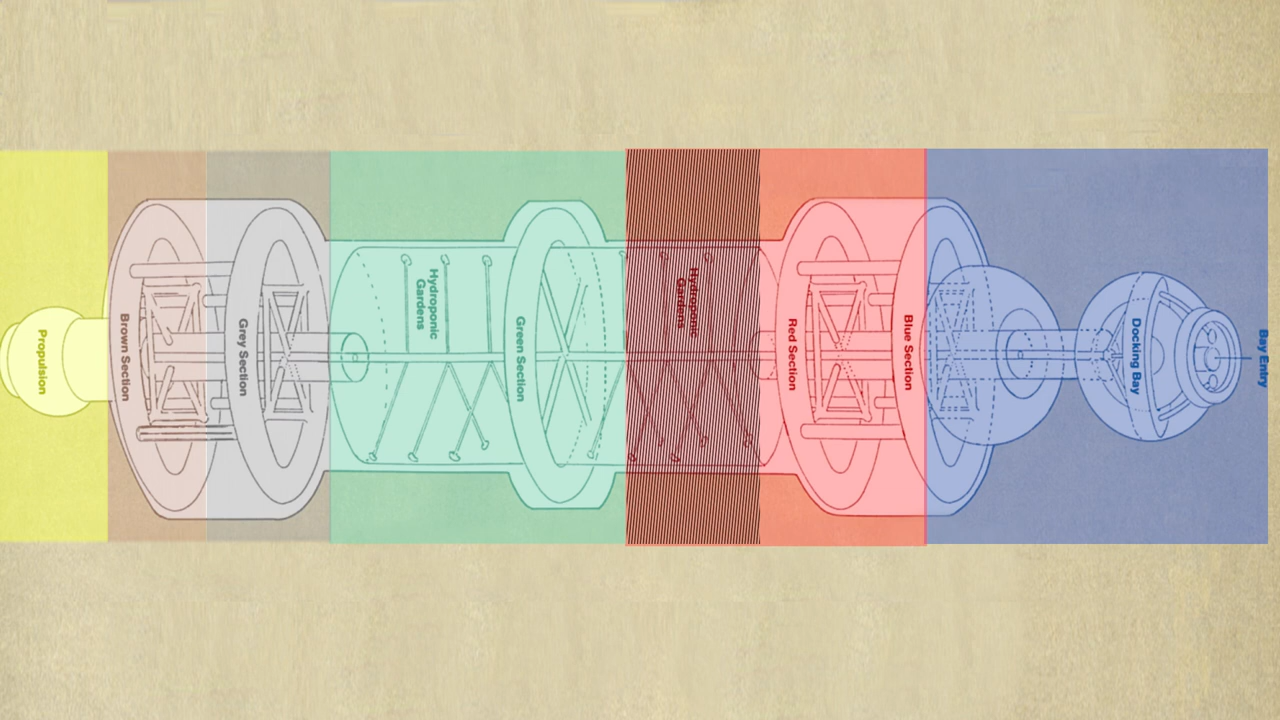 Propulsion
Brown Section
Grey Section
Hydroponic
Gardens
Green Section
Hydroponic
Gardens
Red Section
Blue Section
Docking Bay
Bay Entry